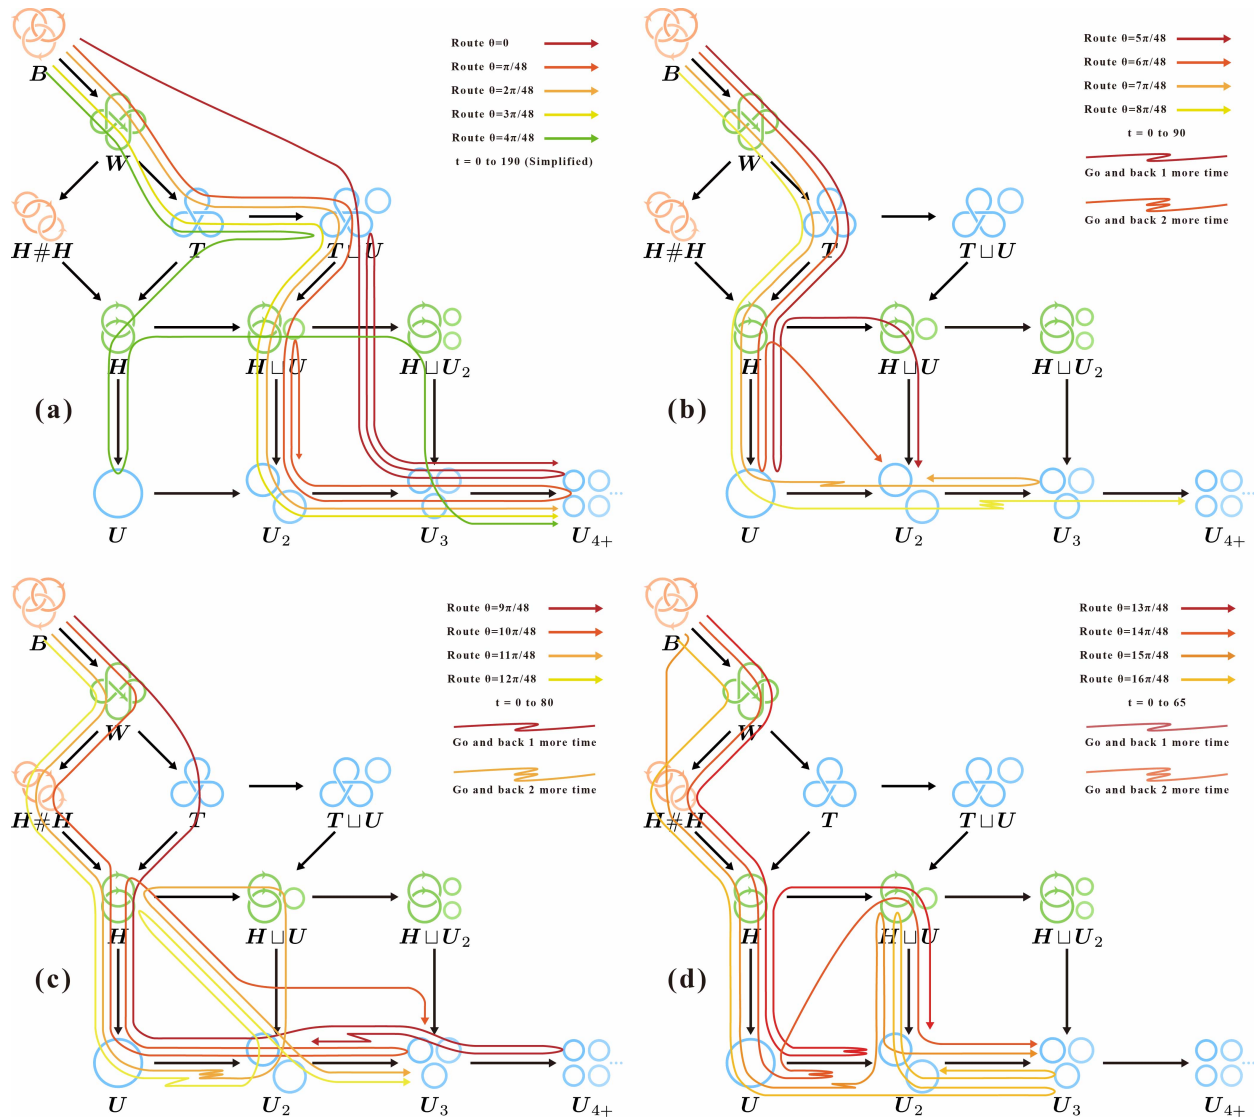 B
Route θ=0
Route θ=π/48
Route θ=2π/48
Route θ=3π/48
Route θ=4π/48
t = 0 to 190 (Simplified)
W
H#H
T
T⊔U
H
H⊔U
H⊔U₂
(a)
U
U₂
U₃
U₄₊
...
B
Route θ=5π/48
Route θ=6π/48
Route θ=7π/48
Route θ=8π/48
t = 0 to 90
Go and back 1 more time
Go and back 2 more time
W
H#H
T
T⊔U
H
H⊔U
H⊔U₂
(b)
U
U₂
U₃
U₄₊
...
B
Route θ=9π/48
Route θ=10π/48
Route θ=11π/48
Route θ=12π/48
t = 0 to 80
Go and back 1 more time
Go and back 2 more time
W
H#H
T
T⊔U
H
H⊔U
H⊔U₂
(c)
U
U₂
U₃
U₄₊
...
B
Route θ=13π/48
Route θ=14π/48
Route θ=15π/48
Route θ=16π/48
t = 0 to 65
Go and back 1 more time
Go and back 2 more time
W
H#H
T
T⊔U
H
H⊔U
H⊔U₂
(d)
U
U₂
U₃
U₄₊
...